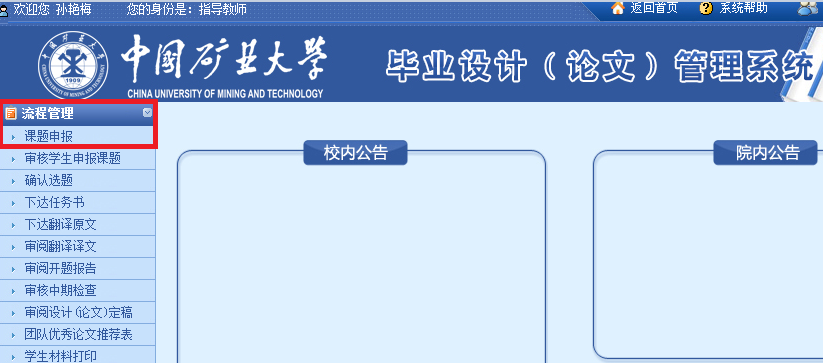 欢迎您 孙艳梅 您的身份是：指导教师 返回首页 系统帮助
1909
中国矿业大学
CHINA UNIVERSITY OF MINING AND TECHNOLOGY
毕业设计（论文）管理系统
流程管理
课题申报
审核学生申报课题
确认选题
下达任务书
下达翻译原文
审阅翻译译文
审阅开题报告
审核中期检查
审阅设计(论文)定稿
团队优秀论文推荐表
学生材料打印
校内公告
院内公告